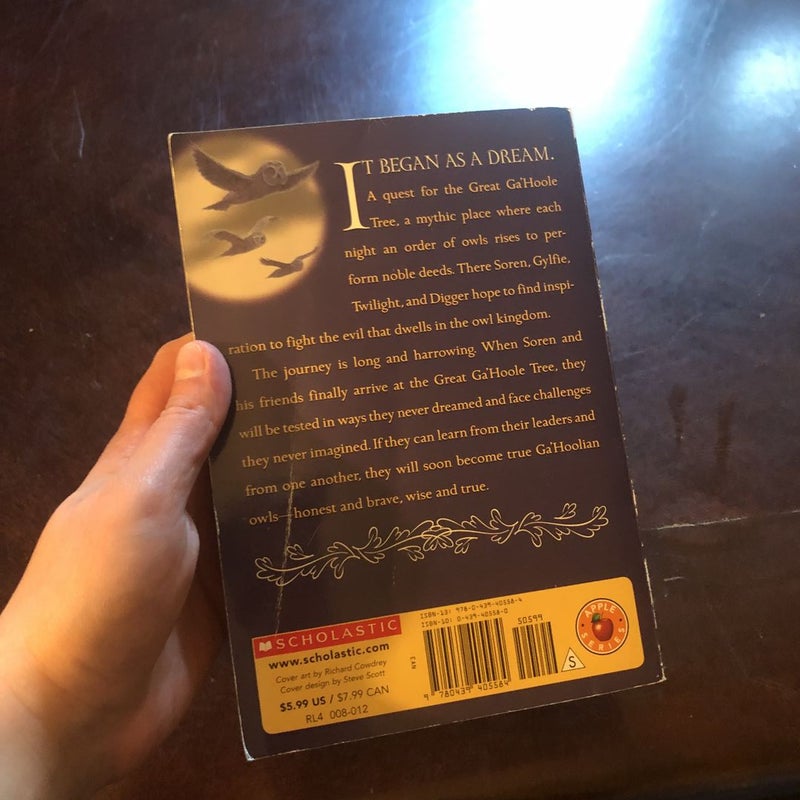 IT BEGAN AS A DREAM.
A quest for the Great Ga'Hoole
Tree, a mythic place where each
night an order of owls rises to per-
form noble deeds. There Soren, Gylfie,
Twilight, and Digger hope to find inspi-
ration to fight the evil that dwells in the owl kingdom.
The journey is long and harrowing. When Soren and
his friends finally arrive at the Great Ga'Hoole Tree, they
will be tested in ways they never dreamed and face challenges
they never imagined. If they can learn from their leaders and
from one another, they will soon become true Ga'Hoolian
owls—honest and brave, wise and true.
SCHOLASTIC
www.scholastic.com
Cover art by Richard Cowdrey
Cover design by Steve Scott
$5.99 US / $7.99 CAN
RL4 008-012
EAN
ISBN-13: 978-0-439-40558-4
ISBN-10: 0-439-40558-0
50599
9 780439 405584
S
APPLE
SERIES